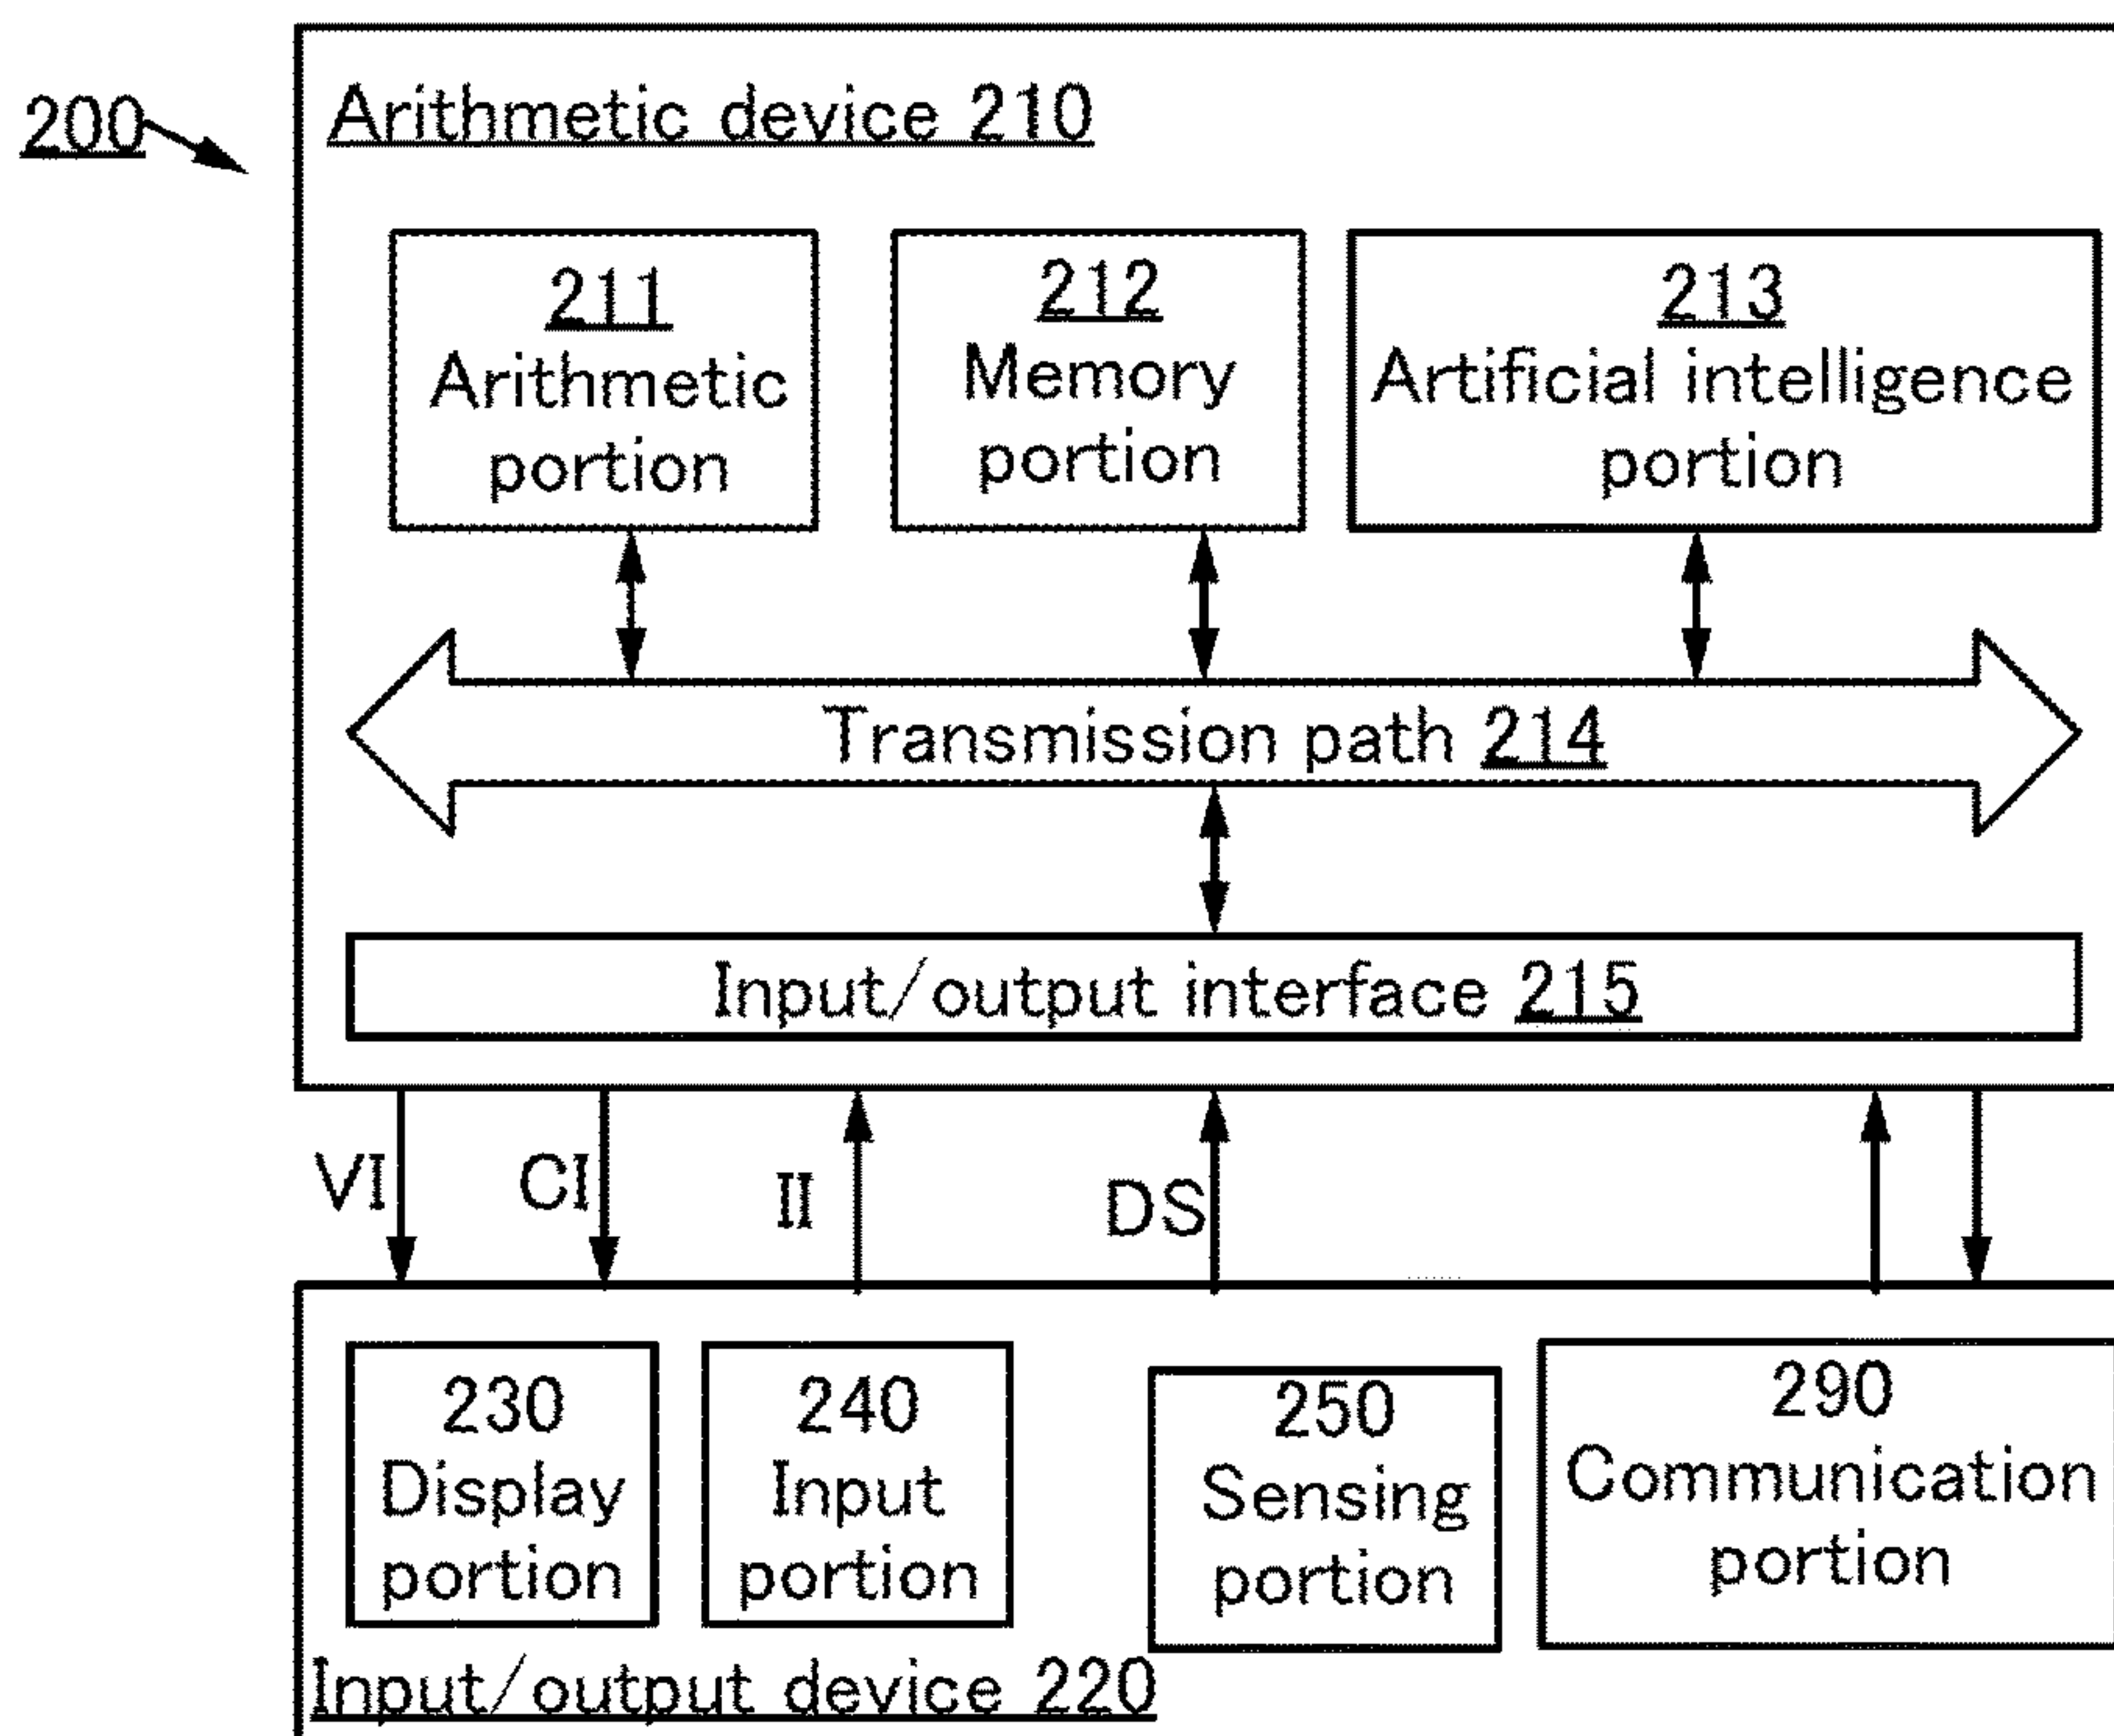 200
Arithmetic device 210
211
Arithmetic
portion
212
Memory
portion
213
Artificial intelligence
portion
Transmission path 214
Input/output interface 215
VI
CI
II
DS
230
Display
portion
240
Input
portion
250
Sensing
portion
290
Communication
portion
Input/output device 220